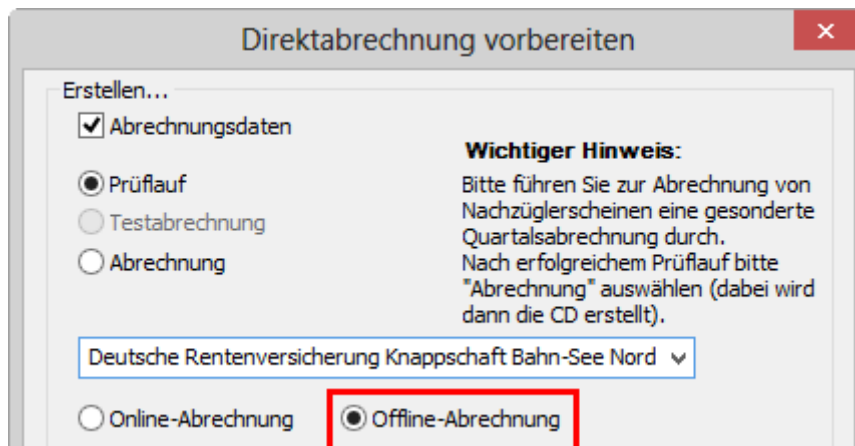 Direktabrechnung vorbereiten
Erstellen...
Abrechnungsdaten
Prüflauf
Testabrechnung
Abrechnung
Wichtiger Hinweis:
Bitte führen Sie zur Abrechnung von
Nachzüglerscheinen eine gesonderte
Quartalsabrechnung durch.
Nach erfolgreichem Prüflauf bitte
"Abrechnung" auswählen (dabei wird
dann die CD erstellt).
Deutsche Rentenversicherung Knappschaft Bahn-See Nord
Online-Abrechnung
Offline-Abrechnung